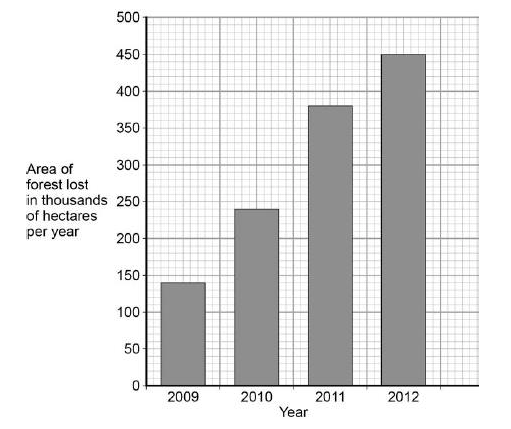 500
450
400
350
300
250
200
150
100
50
0
Area of
forest lost
in thousands
of hectares
per year
2009 2010 2011 2012
Year